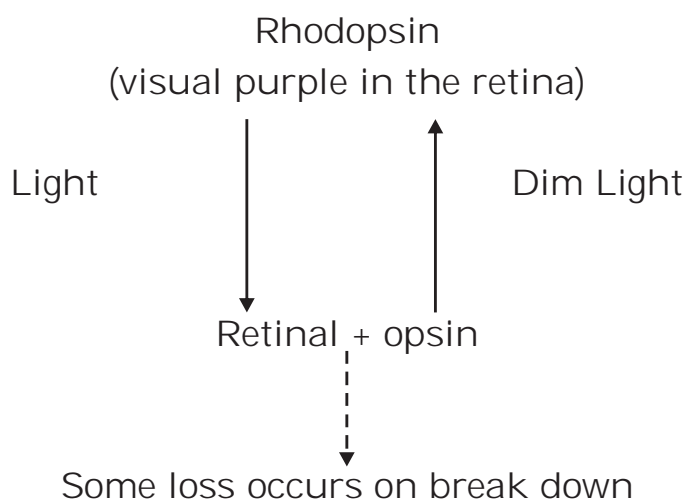 Rhodopsin
(visual purple in the retina)
Light
Dim Light
Retinal + opsin
Some loss occurs on break down